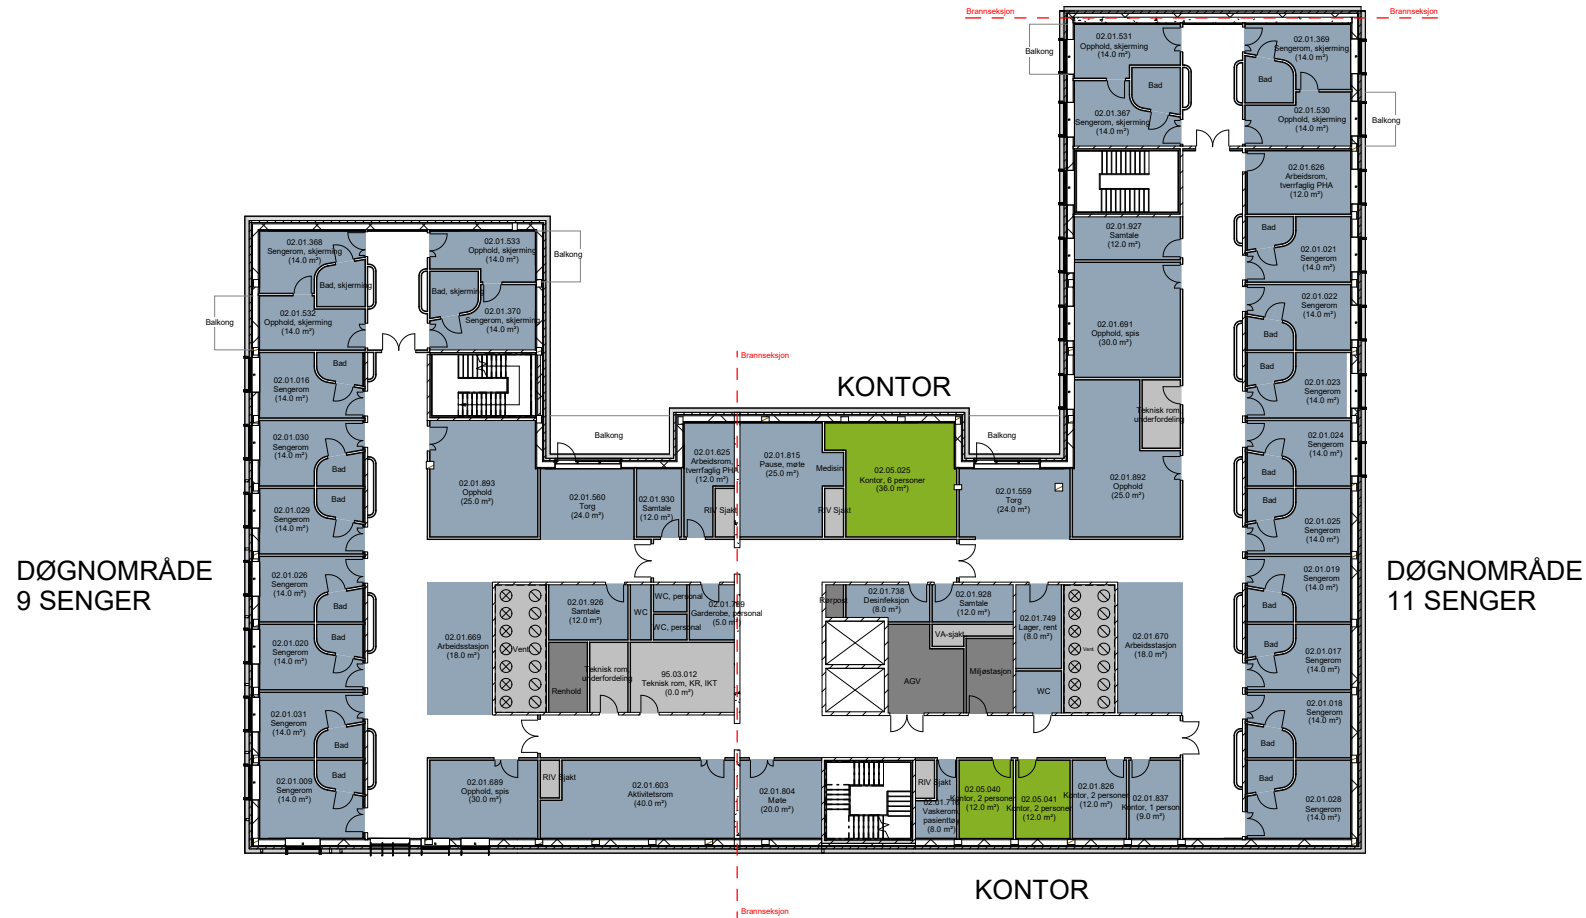 Brannseksjon
Brannseksjon
02.01.531
Opphold, skjerming
(14.0 m²)
Balkong
Bad
02.01.367
Sengerom, skjerming
(14.0 m²)
02.01.369
Sengerom, skjerming
(14.0 m²)
Bad
02.01.530
Opphold, skjerming
(14.0 m²)
Balkong
02.01.626
Arbeidsrom,
tverrfaglig PHA
(12.0 m²)
02.01.927
Samtale
(12.0 m²)
Bad
02.01.021
Sengerom
(14.0 m²)
02.01.368
Sengerom, skjerming
(14.0 m²)
Bad, skjerming
02.01.532
Opphold, skjerming
(14.0 m²)
Balkong
02.01.533
Opphold, skjerming
(14.0 m²)
Balkong
Bad, skjerming
02.01.370
Sengerom, skjerming
(14.0 m²)
02.01.691
Opphold, spis
(30.0 m²)
02.01.022
Sengerom
(14.0 m²)
Bad
Bad
02.01.023
Sengerom
(14.0 m²)
Brannseksjon
KONTOR
Bad
02.01.016
Sengerom
(14.0 m²)
02.01.030
Sengerom
(14.0 m²)
Bad
Bad
02.01.029
Sengerom
(14.0 m²)
Teknisk rom,
underfordeling
02.01.024
Sengerom
(14.0 m²)
Bad
Bad
02.01.025
Sengerom
(14.0 m²)
Balkong
Balkong
02.01.893
Opphold
(25.0 m²)
02.01.560
Torg
(24.0 m²)
02.01.930
Samtale
(12.0 m²)
02.01.625
Arbeidsrom,
tverrfaglig PHA
(12.0 m²)
RIV Sjakt
02.01.815
Pause, møte
(25.0 m²)
Medisin
RIV Sjakt
02.05.025
Kontor, 6 personer
(36.0 m²)
02.01.559
Torg
(24.0 m²)
02.01.892
Opphold
(25.0 m²)
DØGNOMRÅDE
9 SENGER
DØGNOMRÅDE
11 SENGER
02.01.026
Sengerom
(14.0 m²)
Bad
Bad
02.01.020
Sengerom
(14.0 m²)
02.01.669
Arbeidsstasjon
(18.0 m²)
Vent
02.01.926
Samtale
(12.0 m²)
WC
WC, personal
WC, personal
Garderobe, personal
(5.0 m²)
Renhold
Teknisk rom,
underfordeling
95.03.012
Teknisk rom, KR, IKT
(0.0 m²)
Rørpost
02.01.738
Desinfeksjon
(8.0 m²)
02.01.928
Samtale
(12.0 m²)
VA-sjakt
AGV
Miljøstasjon
02.01.749
Lager, rent
(8.0 m²)
WC
Vent
02.01.670
Arbeidsstasjon
(18.0 m²)
02.01.019
Sengerom
(14.0 m²)
Bad
Bad
02.01.017
Sengerom
(14.0 m²)
02.01.031
Sengerom
(14.0 m²)
Bad
Bad
02.01.009
Sengerom
(14.0 m²)
02.01.689
Opphold, spis
(30.0 m²)
RIV Sjakt
02.01.603
Aktivitetsrom
(40.0 m²)
02.01.804
Møte
(20.0 m²)
RIV Sjakt
Vaskerom,
pasienttøy
(8.0 m²)
02.05.040
Kontor, 2 personer
(12.0 m²)
02.05.041
Kontor, 2 personer
(12.0 m²)
02.01.826
Kontor, 2 personer
(12.0 m²)
02.01.837
Kontor, 1 person
(9.0 m²)
02.01.018
Sengerom
(14.0 m²)
Bad
Bad
02.01.028
Sengerom
(14.0 m²)
KONTOR
Brannseksjon